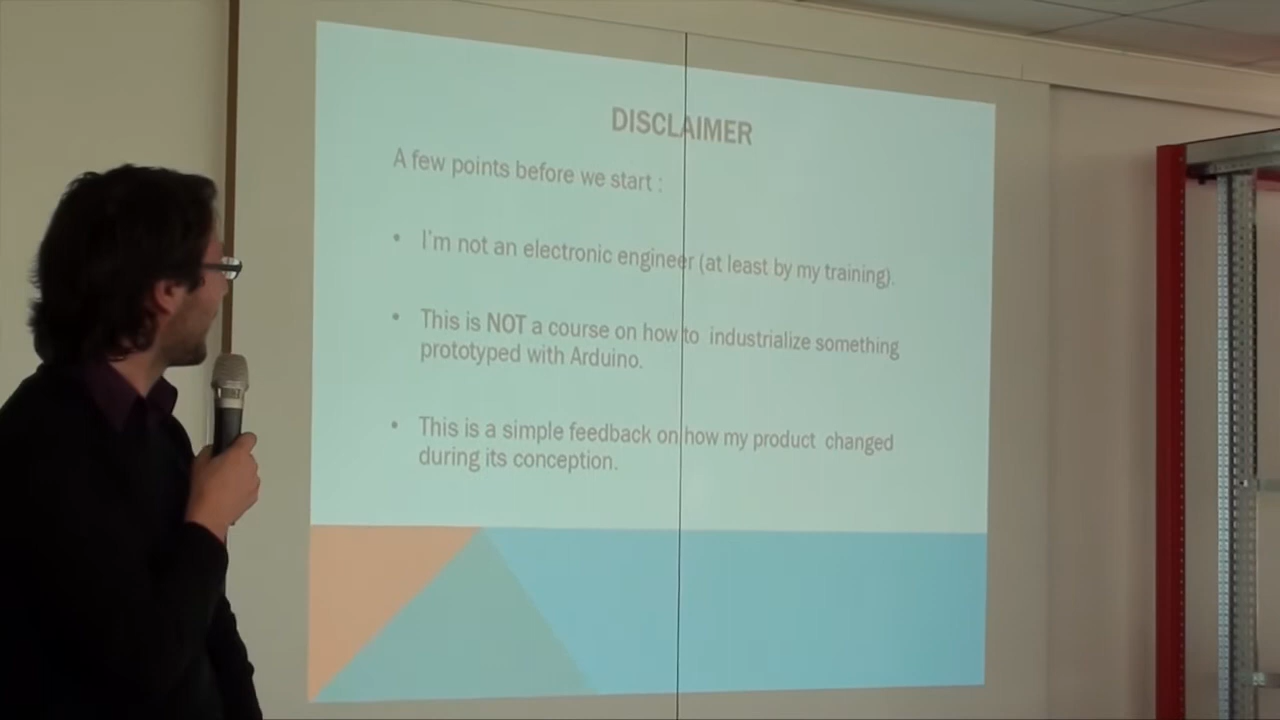 DISCLAIMER
A few points before we start :
• I'm not an electronic engineer (at least by my training).
• This is NOT a course on how to industrialize something
prototyped with Arduino.
• This is a simple feedback on how my product changed
during its conception.